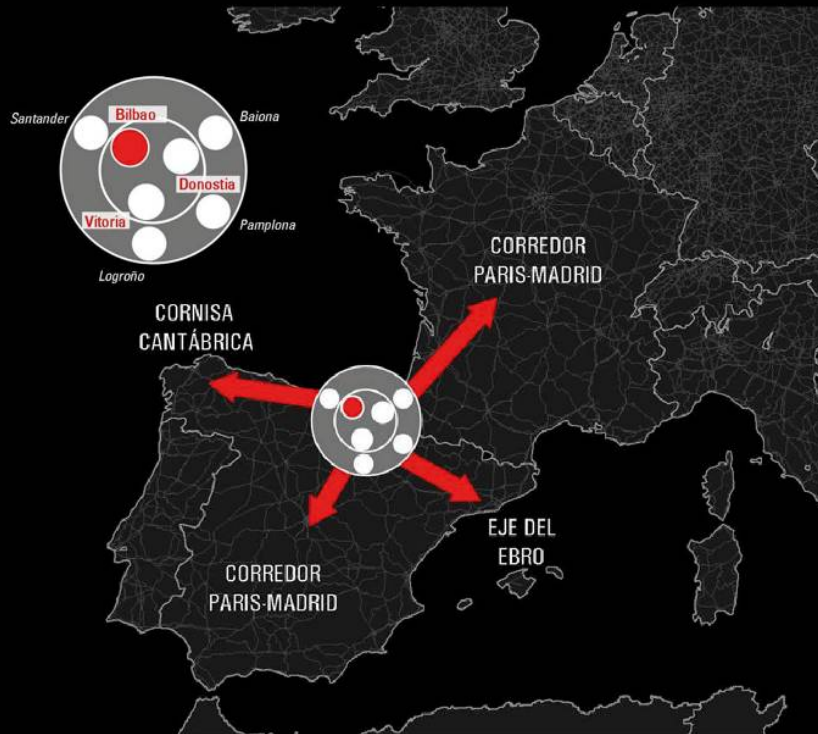 Santander
Bilbao
Baiona
Donostia
Vitoria
Pamplona
Logroño
CORREDOR
PARIS-MADRID
CORNISA
CANTÁBRICA
EJE DEL
EBRO
CORREDOR
PARIS-MADRID